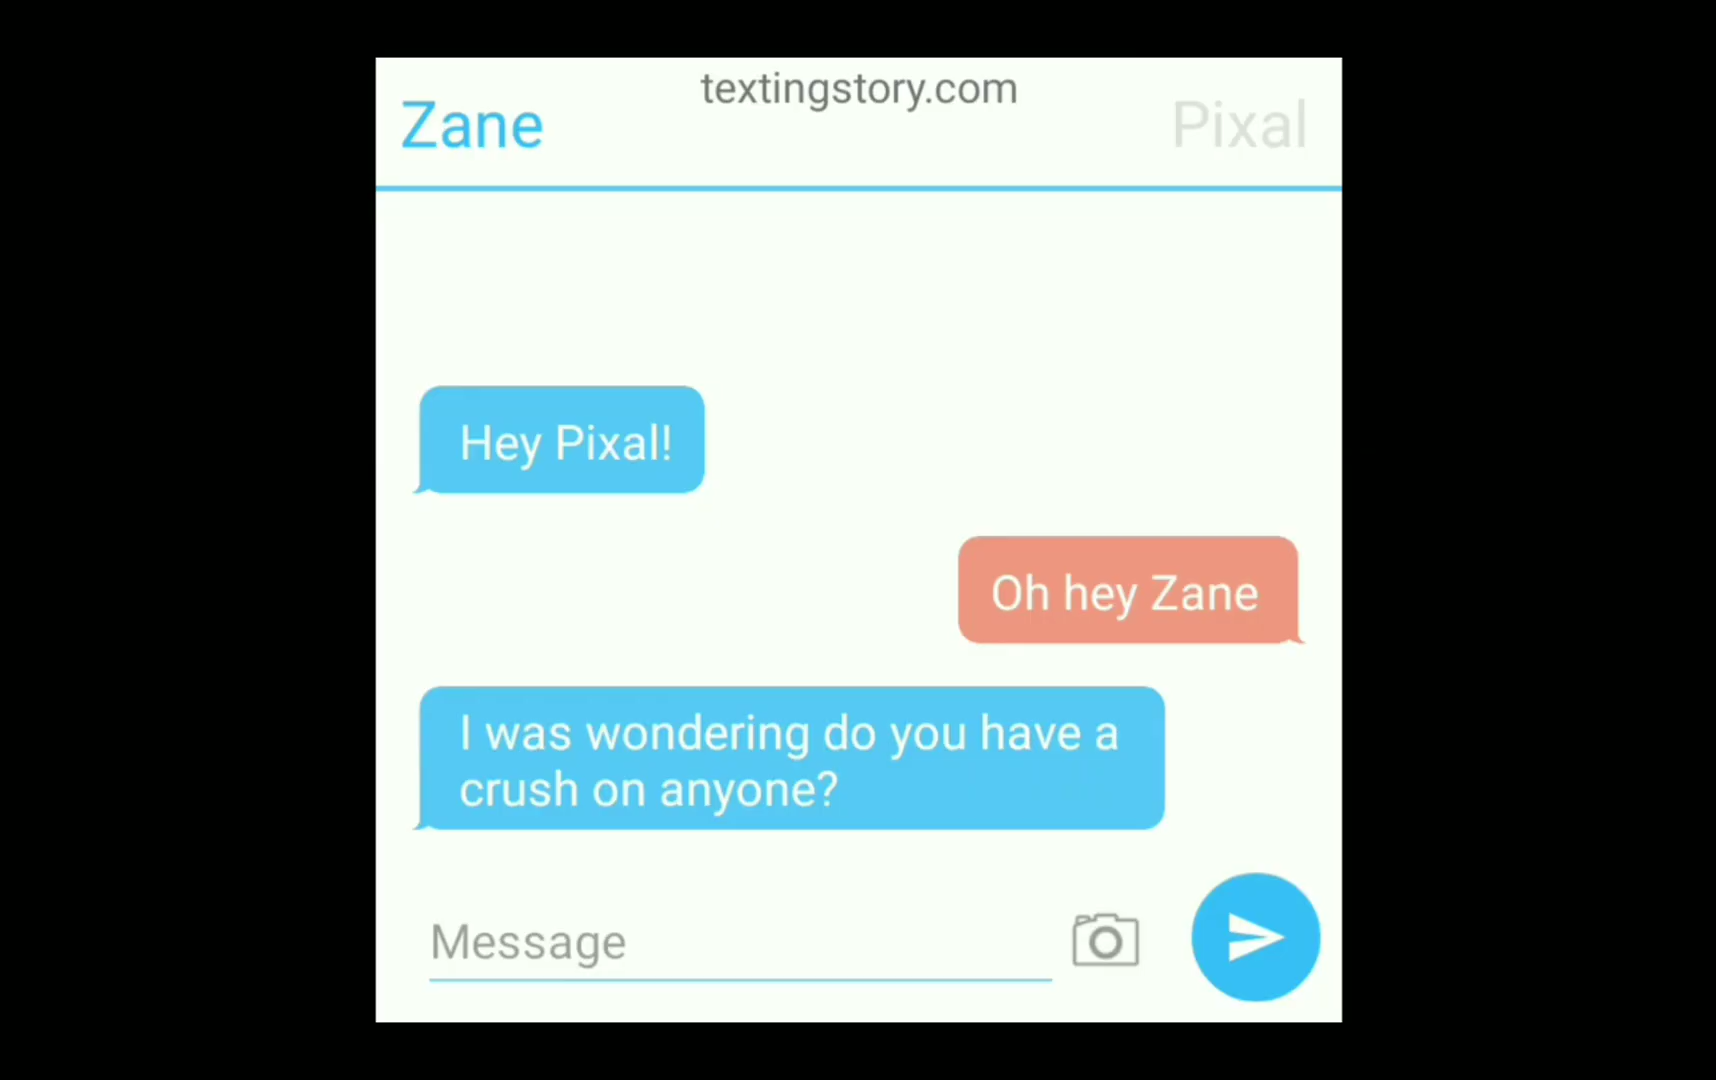 textingstory.com
Zane
Pixal
Hey Pixal!
Oh hey Zane
I was wondering do you have a
crush on anyone?
Message